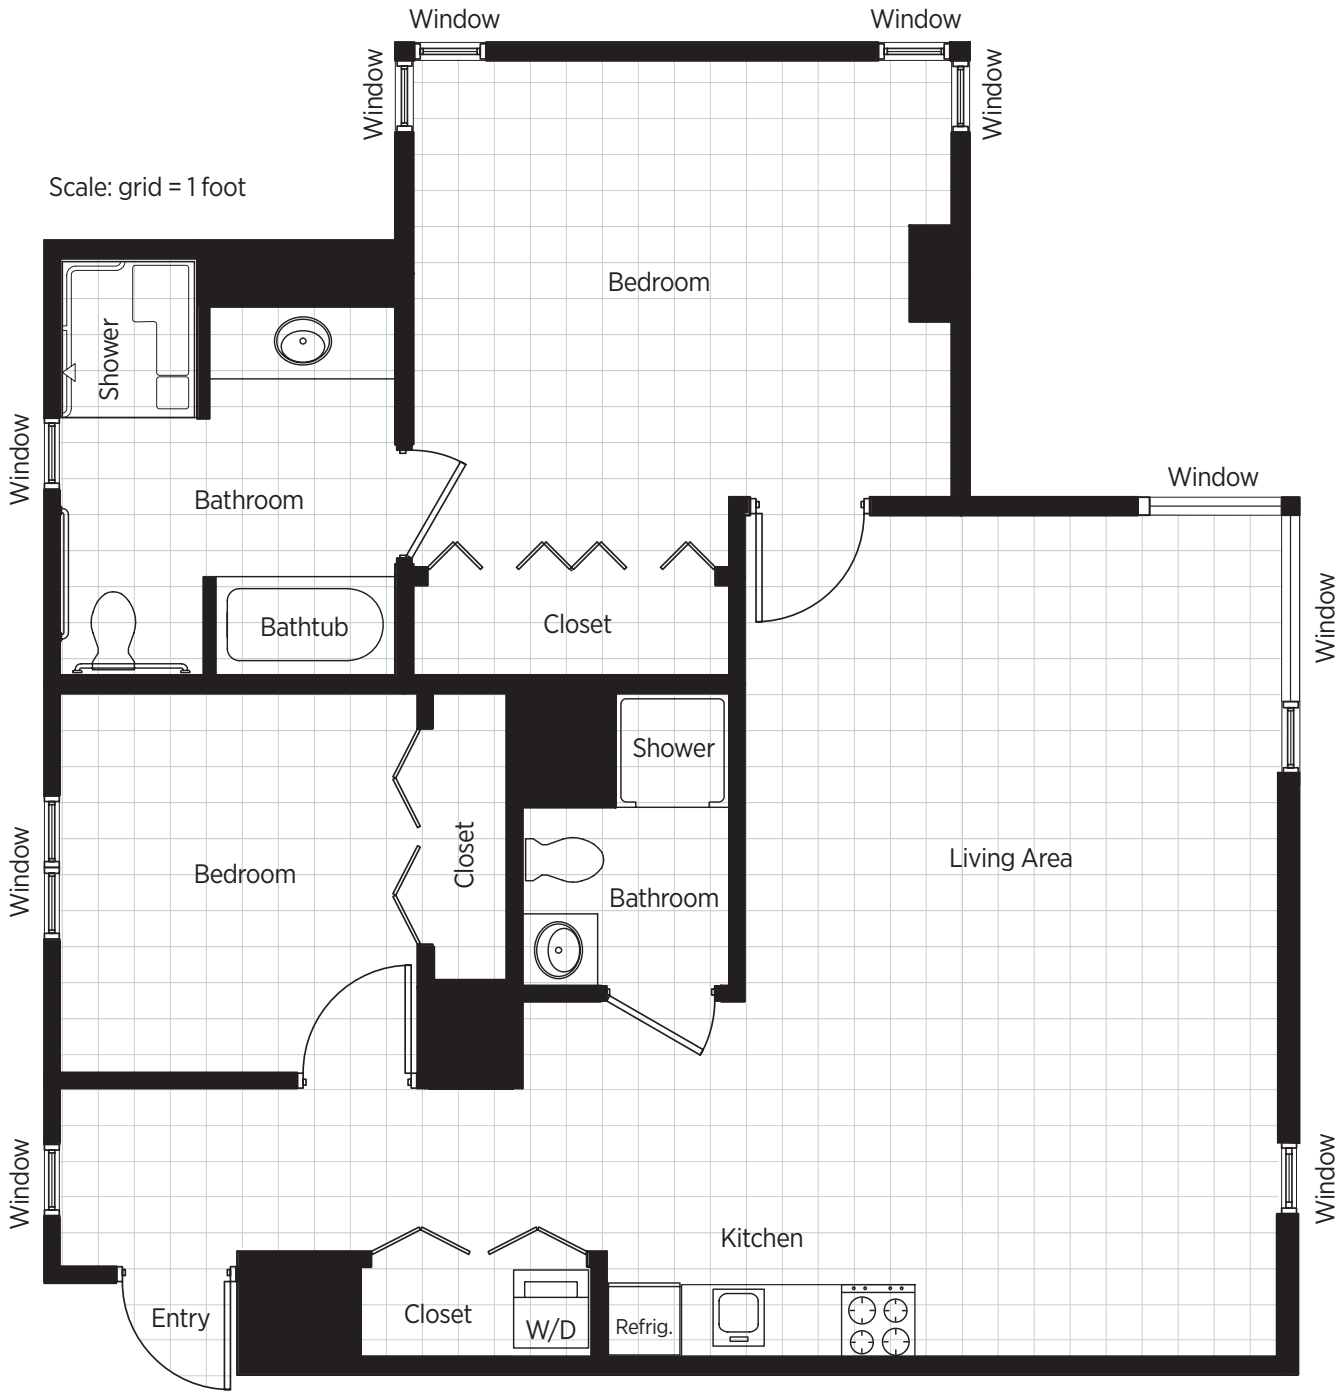 Window
Window
Window
Window
Scale: grid = 1 foot
Bedroom
Shower
Window
Bathroom
Window
Window
Closet
Bathtub
Shower
Living Area
Closet
Window
Bedroom
Bathroom
Window
Window
Kitchen
Entry
Closet
W/D
Refrig.